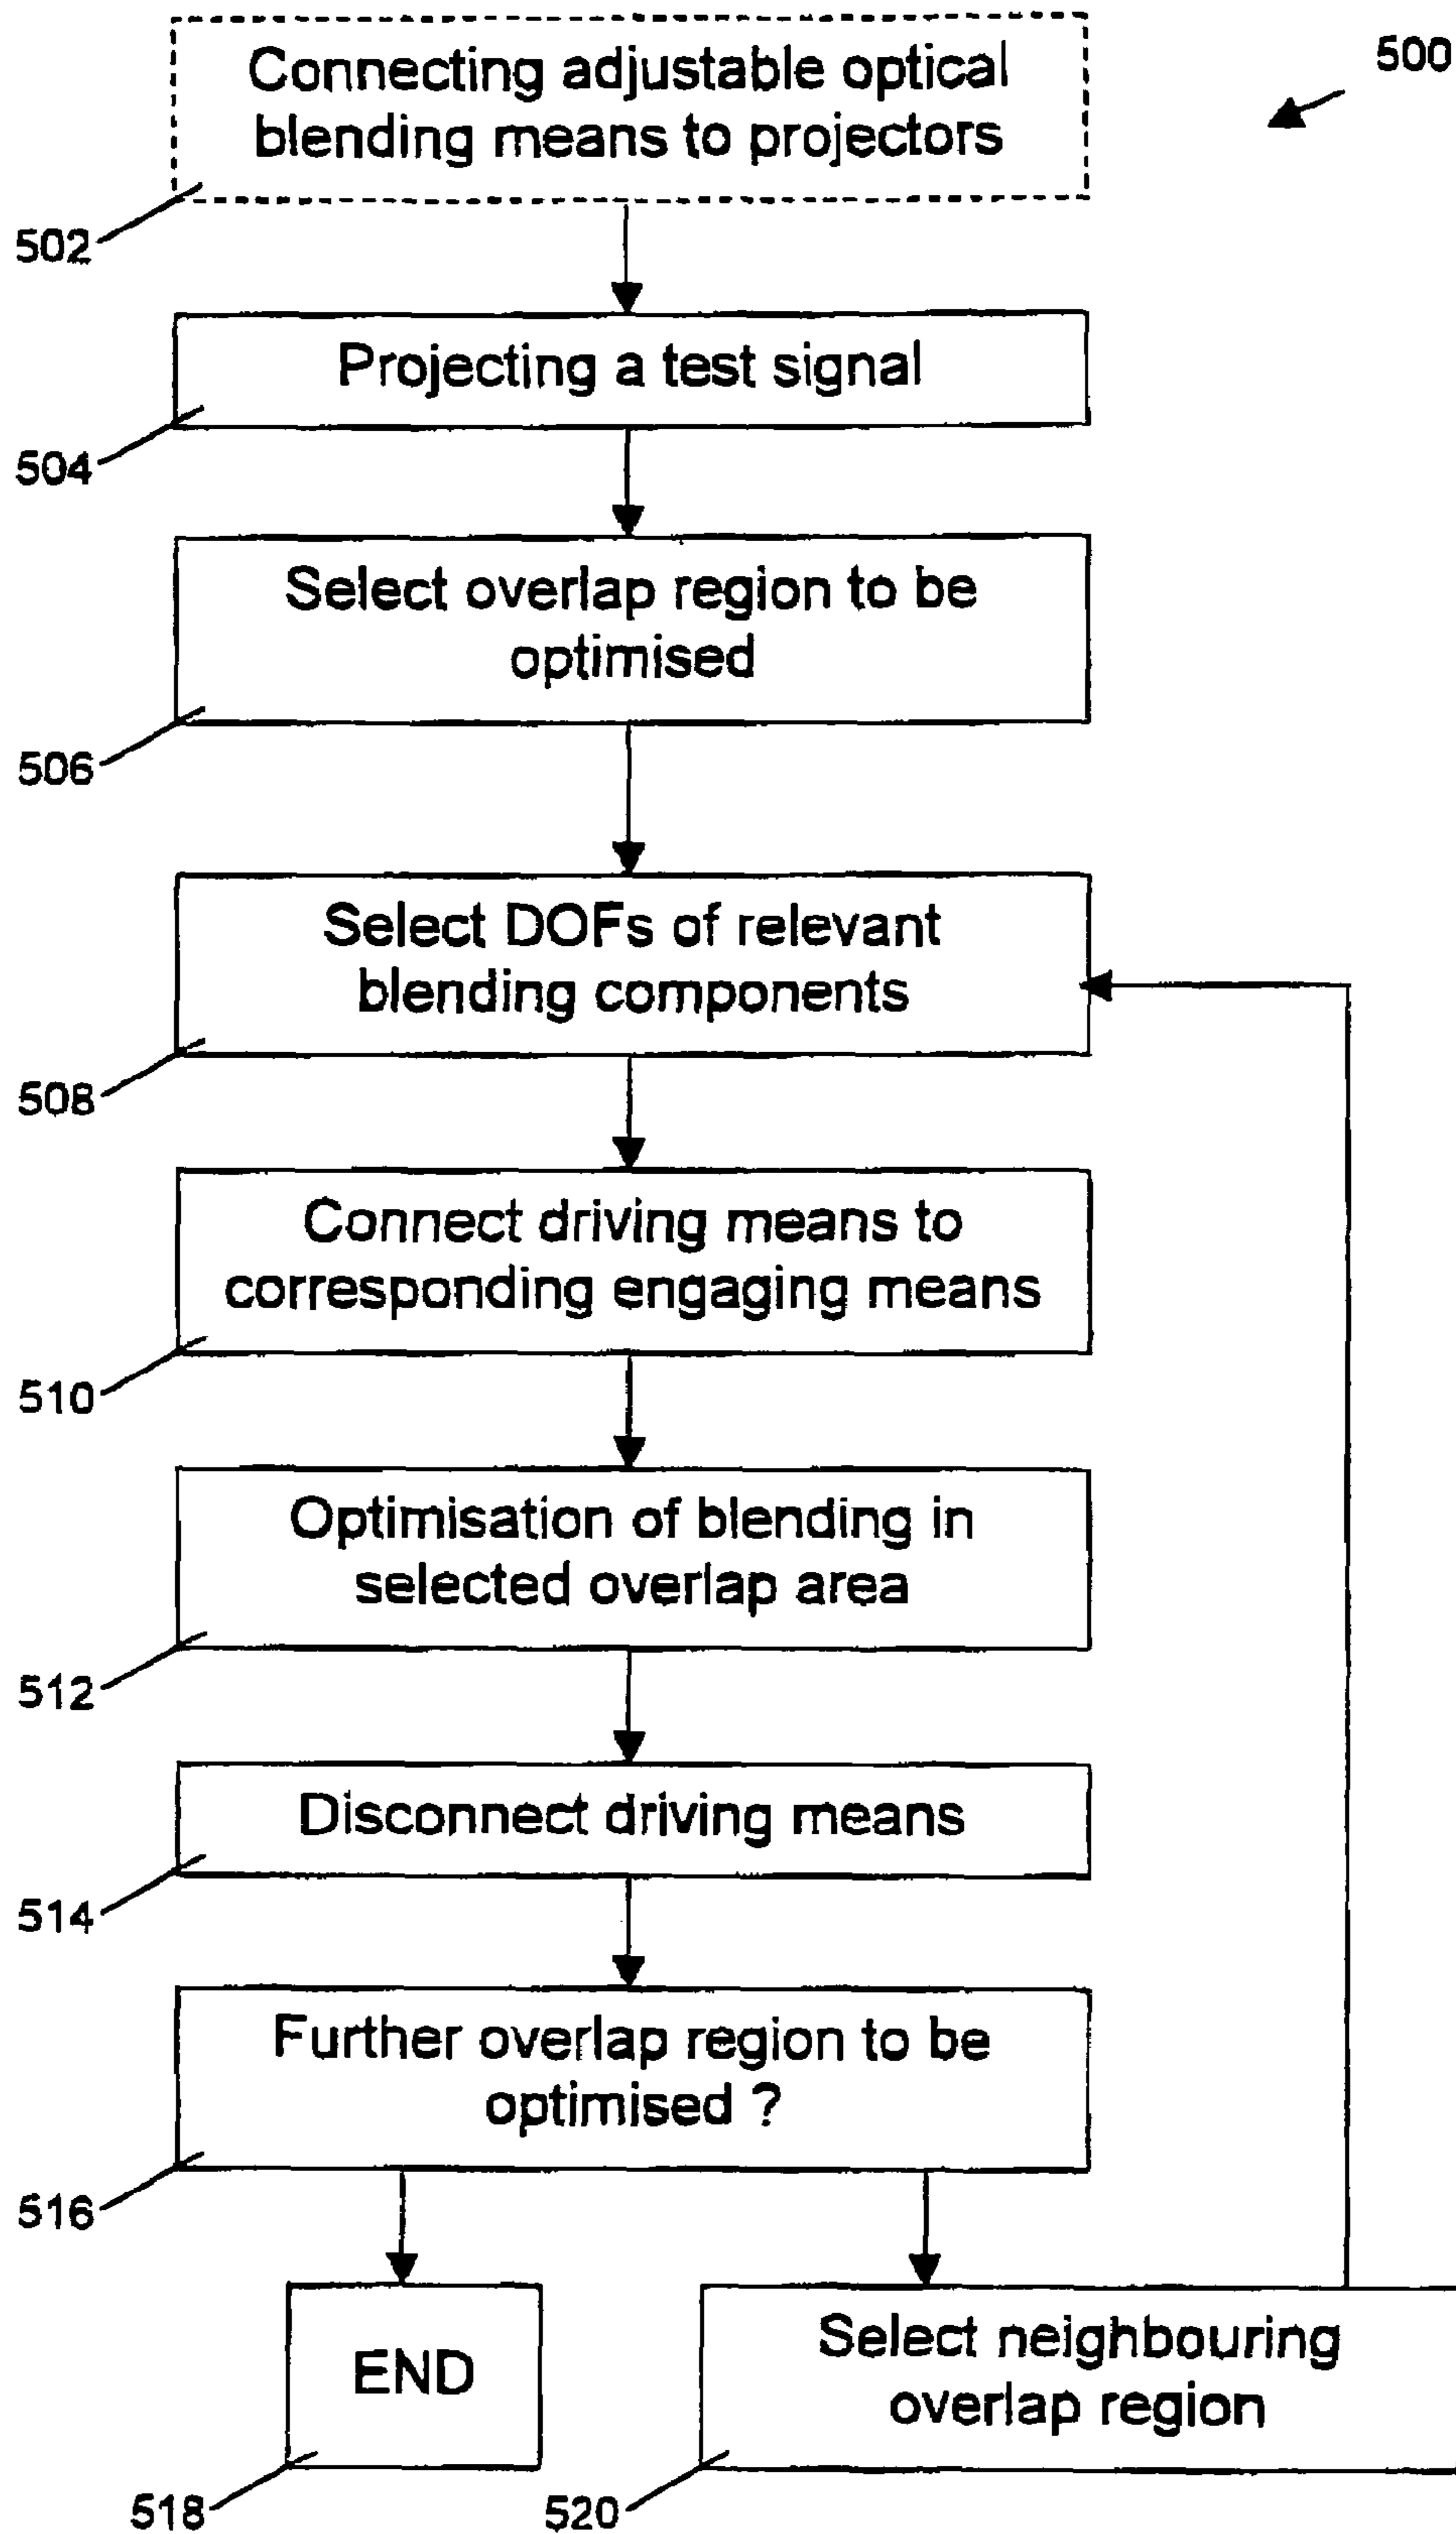 500
Connecting adjustable optical
blending means to projectors
502
Projecting a test signal
504
Select overlap region to be
optimised
506
Select DOFs of relevant
blending components
508
Connect driving means to
corresponding engaging means
510
Optimisation of blending in
selected overlap area
512
Disconnect driving means
514
Further overlap region to be
optimised ?
516
END
518
Select neighbouring
overlap region
520